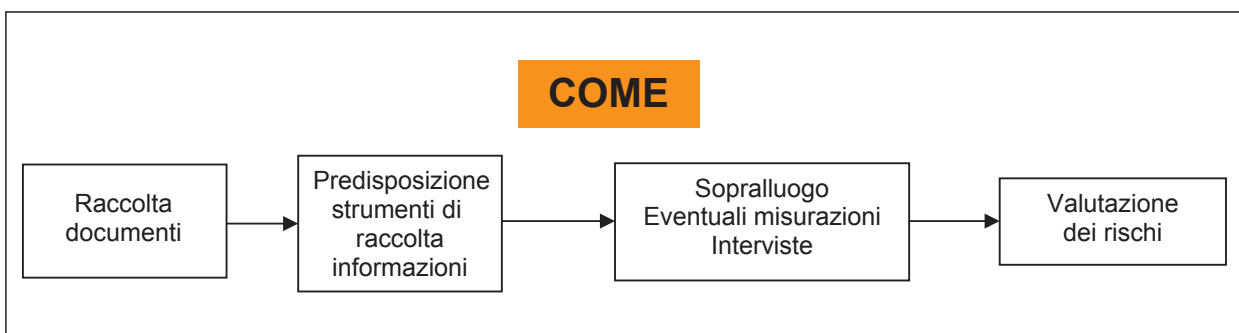 COME
Raccolta
documenti
Predisposizione
strumenti di
raccolta
informazioni
Sopralluogo
Eventuali misurazioni
Interviste
Valutazione
dei rischi